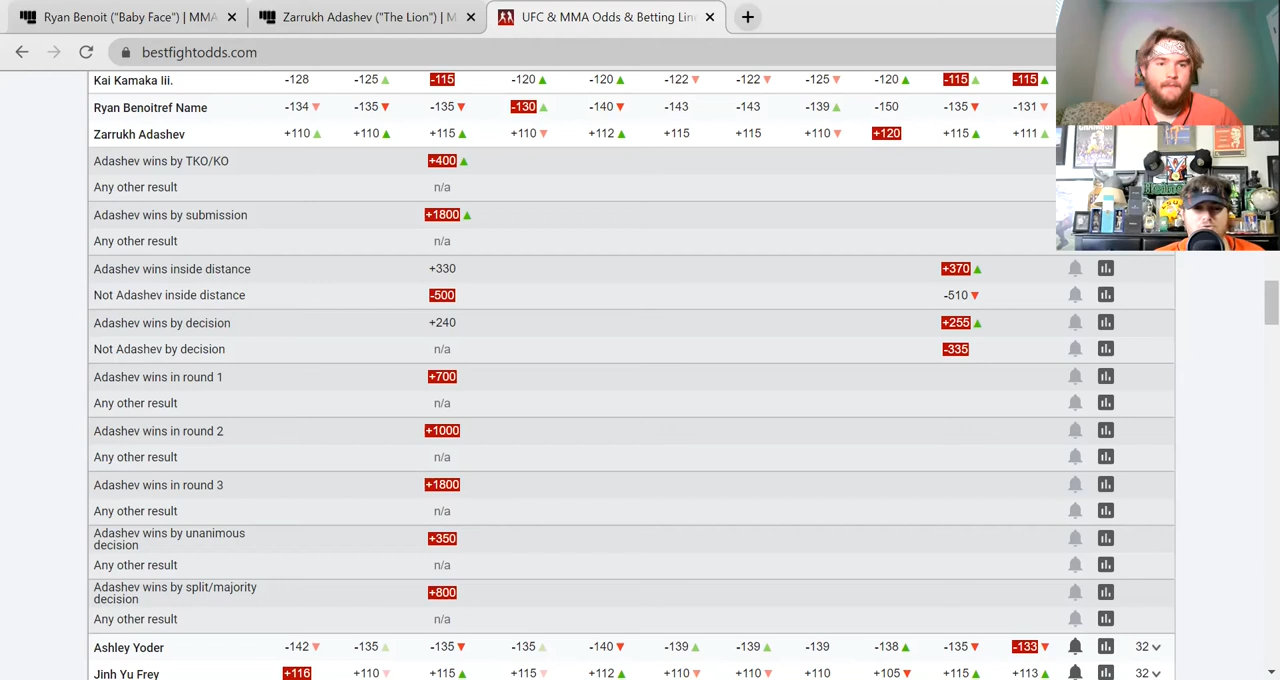 Ryan Benoit ("Baby Face") | MMA
Zarrukh Adashev ("The Lion") | M
UFC & MMA Odds & Betting Lin
bestfightodds.com
Kai Kamaka Iii. -128 -125 -115 -120 -120 -122 -122 -125 -120 -115 -115
Ryan Benoitref Name -134 -135 -135 -130 -140 -143 -143 -139 -150 -135 -131
Zarrukh Adashev +110 +110 +115 +110 +112 +115 +115 +110 +120 +115 +111
Adashev wins by TKO/KO +400
Any other result n/a
Adashev wins by submission +1800
Any other result n/a
Adashev wins inside distance +330 +370
Not Adashev inside distance -500 -510
Adashev wins by decision +240 +255
Not Adashev by decision n/a -335
Adashev wins in round 1 +700
Any other result n/a
Adashev wins in round 2 +1000
Any other result n/a
Adashev wins in round 3 +1800
Any other result n/a
Adashev wins by unanimous
decision +350
Any other result n/a
Adashev wins by split/majority
decision +800
Any other result n/a
Ashley Yoder -142 -135 -135 -135 -140 -139 -139 -139 -138 -135 -133 32
Jinh Yu Frey +116 +110 +115 +115 +112 +110 +110 +110 +105 +115 +113 32